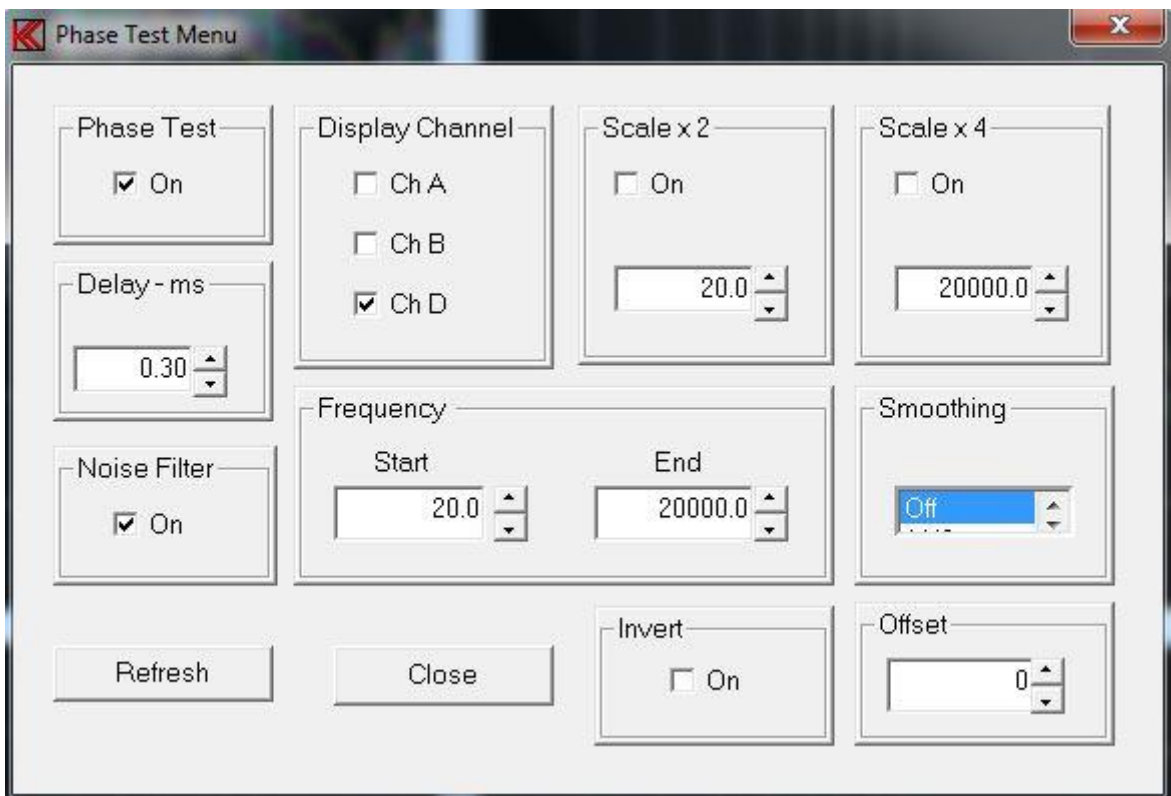 Phase Test Menu
Phase Test
On
Display Channel
Ch A
Ch B
Ch D
Scale x 2
On
20.0
Scale x 4
On
20000.0
Delay - ms
0.30
Frequency
Start
20.0
End
20000.0
Smoothing
Off
Noise Filter
On
Refresh
Close
Invert
On
Offset
0